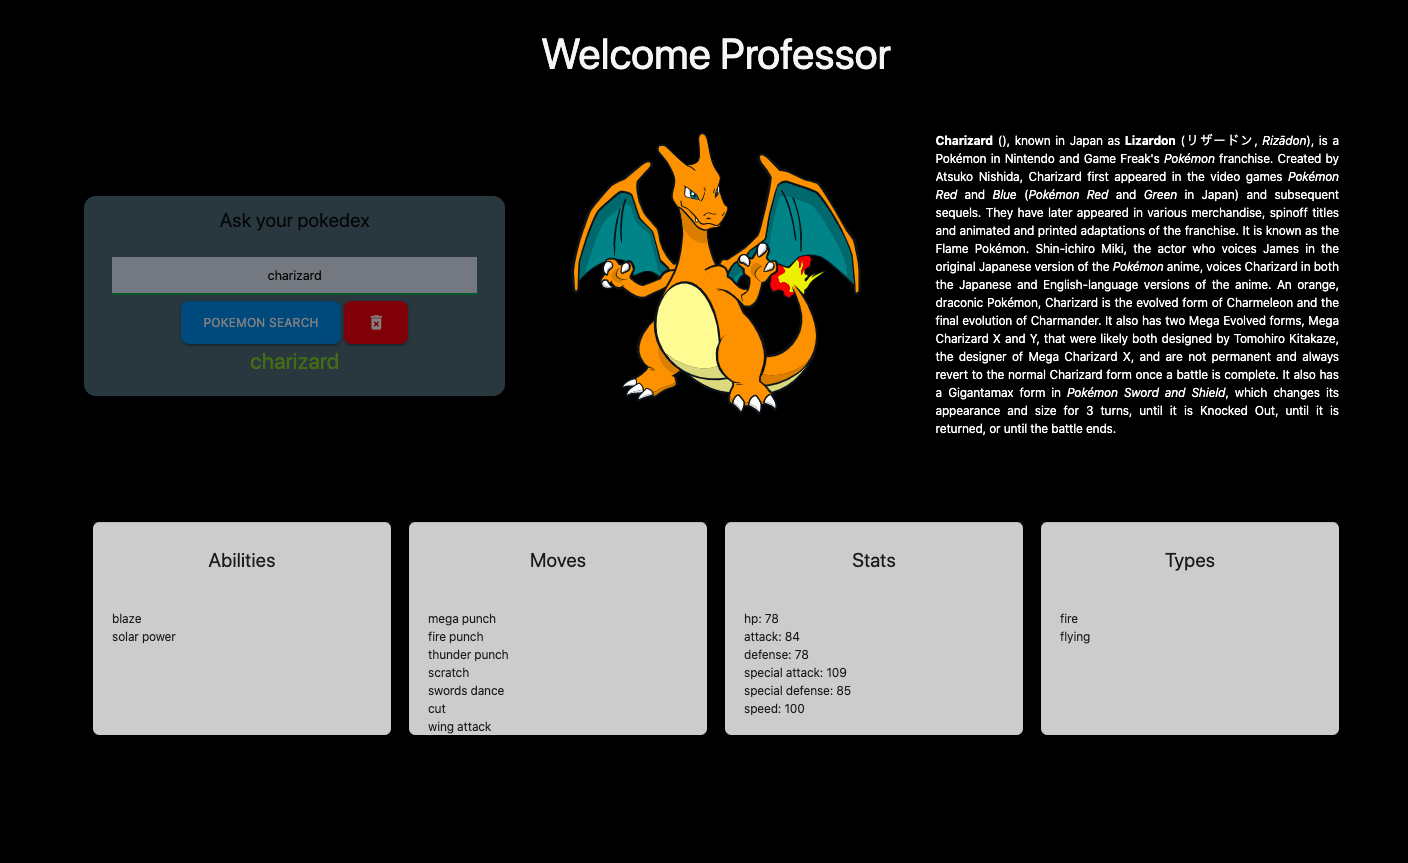 Welcome Professor
Ask your pokedex
charizard
POKEMON SEARCH
charizard
Charizard (), known in Japan as Lizardon (リザードン, Rizādon), is a
Pokémon in Nintendo and Game Freak's Pokémon franchise. Created by
Atsuko Nishida, Charizard first appeared in the video games Pokémon
Red and Blue (Pokémon Red and Green in Japan) and subsequent
sequels. They have later appeared in various merchandise, spinoff titles
and animated and printed adaptations of the franchise. It is known as the
Flame Pokémon. Shin-ichiro Miki, the actor who voices James in the
original Japanese version of the Pokémon anime, voices Charizard in both
the Japanese and English-language versions of the anime. An orange,
draconic Pokémon, Charizard is the evolved form of Charmeleon and the
final evolution of Charmander. It also has two Mega Evolved forms, Mega
Charizard X and Y, that were likely both designed by Tomohiro Kitakaze,
the designer of Mega Charizard X, and are not permanent and always
revert to the normal Charizard form once a battle is complete. It also has
a Gigantamax form in Pokémon Sword and Shield, which changes its
appearance and size for 3 turns, until it is Knocked Out, until it is
returned, or until the battle ends.
Abilities
blaze
solar power
Moves
mega punch
fire punch
thunder punch
scratch
swords dance
cut
wing attack
Stats
hp: 78
attack: 84
defense: 78
special attack: 109
special defense: 85
speed: 100
Types
fire
flying